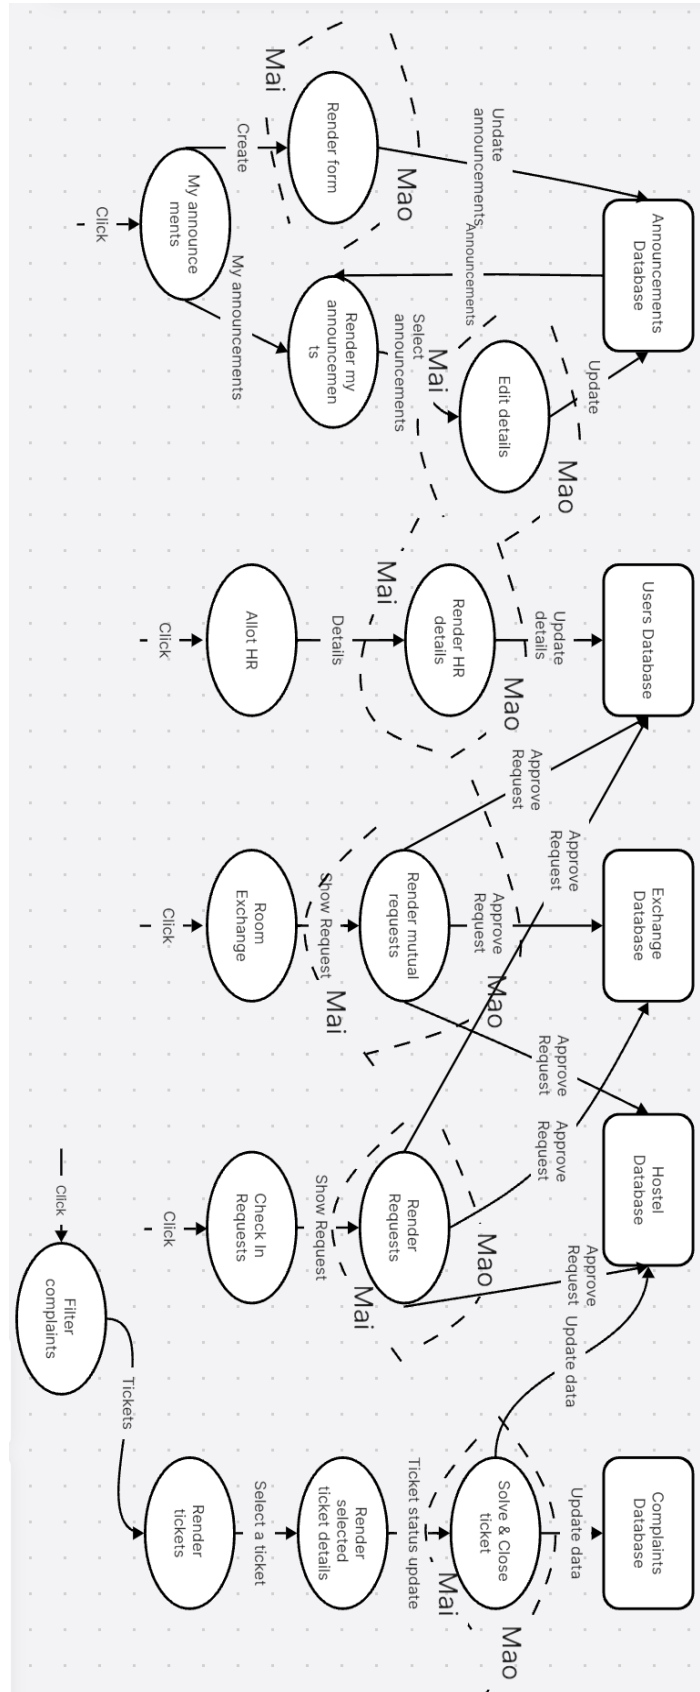 Mai
Render form
Mao
Create
Update
announcements
Announcements
Database
My announce
ments
Click
My announcements
Announcements
Render my
announcemen
ts
Select
announcements
Mai
Edit details
Update
Mao
Mai
Click
Allot HR
Details
Render HR
details
Update
details
Users Database
Mao
Approve
Request
Approve
Request
Click
Room
Exchange
Show Request
Render mutual
requests
Approve
Request
Exchange
Database
Mai
Mao
Approve
Request
Approve
Request
Hostel
Database
Click
Check In
Requests
Show Request
Render
Requests
Mao
Mai
Approve
Request
Update data
Click
Filter
complaints
Tickets
Render
tickets
Select a ticket
Render
selected
ticket details
Ticket status update
Solve & Close
ticket
Update data
Complaints
Database
Mai
Mao